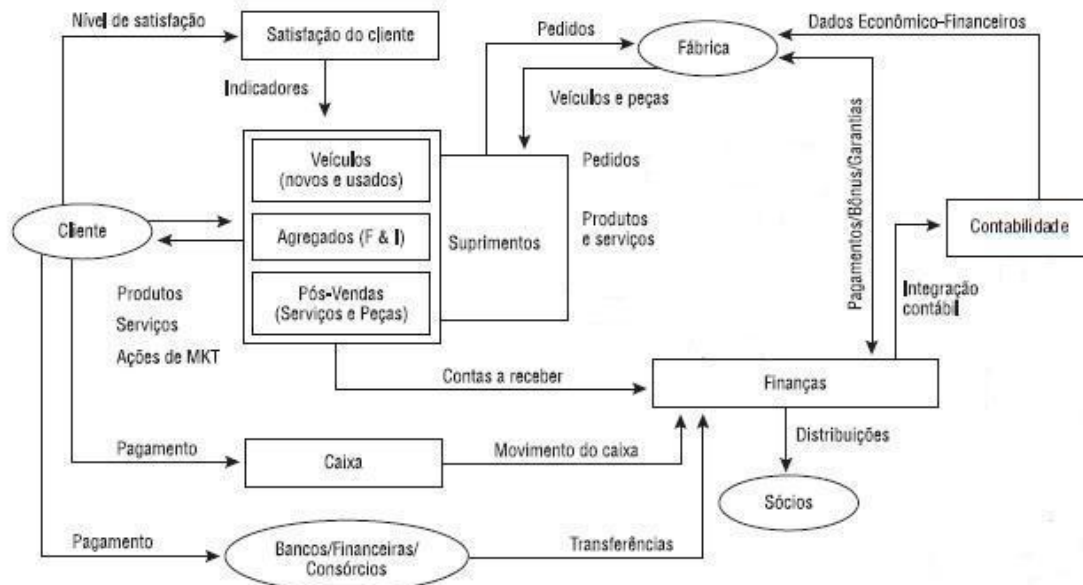 Nível de satisfação
Satisfação do cliente
Pedidos
Fábrica
Dados Econômico-Financeiros
Indicadores
Veículos e peças
Veículos
(novos e usados)
Pedidos
Cliente
Agregados (F & I)
Suprimentos
Produtos
e serviços
Pagamentos/Bônus/Garantias
Contabilidade
Produtos
Serviços
Ações de MKT
Pós-Vendas
(Serviços e Peças)
Integração
contábil
Contas a receber
Finanças
Pagamento
Caixa
Movimento do caixa
Distribuições
Sócios
Pagamento
Bancos/Financeiras/
Consórcios
Transferências